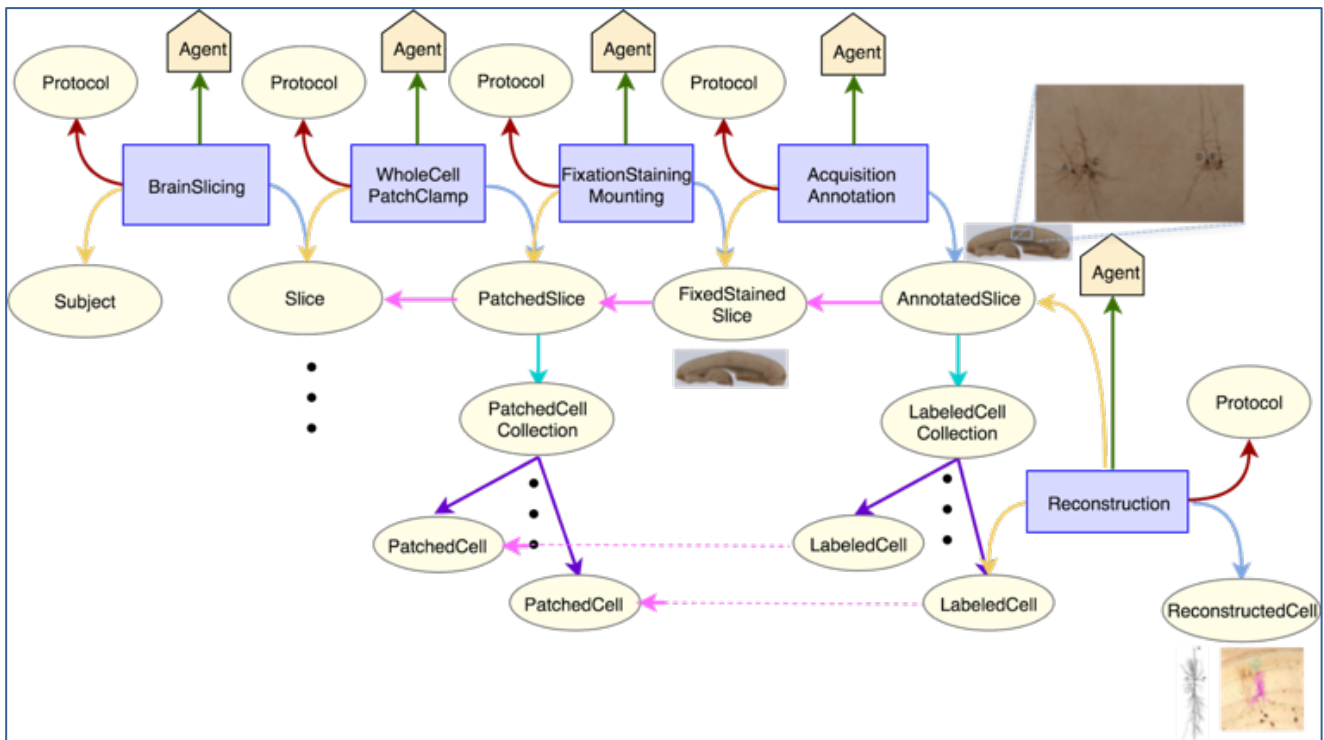 Agent
Agent
Agent
Agent
Protocol
Protocol
Protocol
Protocol
BrainSlicing
WholeCell
PatchClamp
FixationStaining
Mounting
Acquisition
Annotation
Subject
Slice
PatchedSlice
FixedStained
Slice
AnnotatedSlice
Agent
PatchedCell
Collection
LabeledCell
Collection
Protocol
Reconstruction
PatchedCell
LabeledCell
PatchedCell
LabeledCell
ReconstructedCell